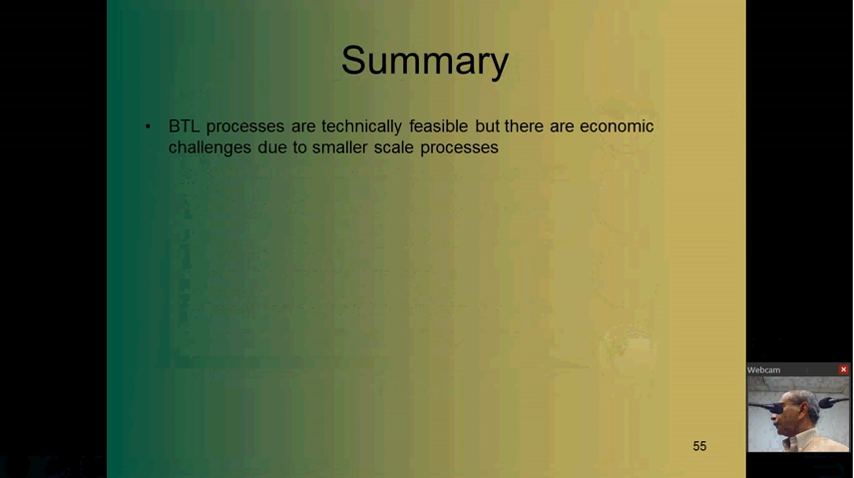 Summary
• BTL processes are technically feasible but there are economic
challenges due to smaller scale processes
Webcam
55